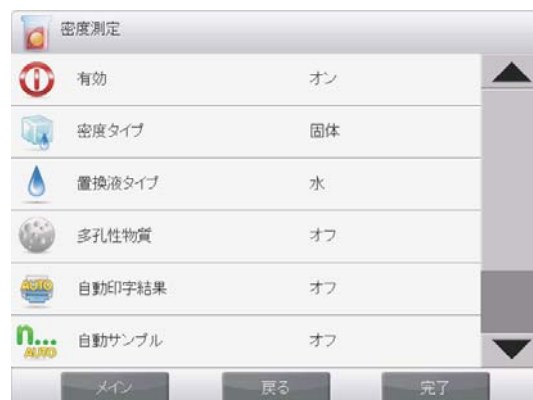 密度測定
有効 オン
密度タイプ 固体
置換液タイプ 水
多孔性物質 オフ
AUTO 自動印字結果 オフ
n... AUTO 自動サンプル オフ
メイン 戻る 完了